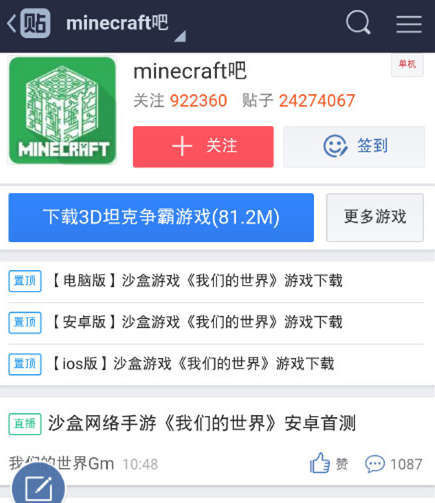 贴 minecraft吧
minecraft吧 单机
关注 922360 贴子 24274067
MINECRAFT
关注 签到
下载3D坦克争霸游戏(81.2M) 更多游戏
置顶 【电脑版】沙盒游戏《我们的世界》游戏下载
置顶 【安卓版】沙盒游戏《我们的世界》游戏下载
置顶 【ios版】沙盒游戏《我们的世界》游戏下载
直播 沙盒网络手游《我们的世界》安卓首测
我们的世界Gm 10:48 赞 1087